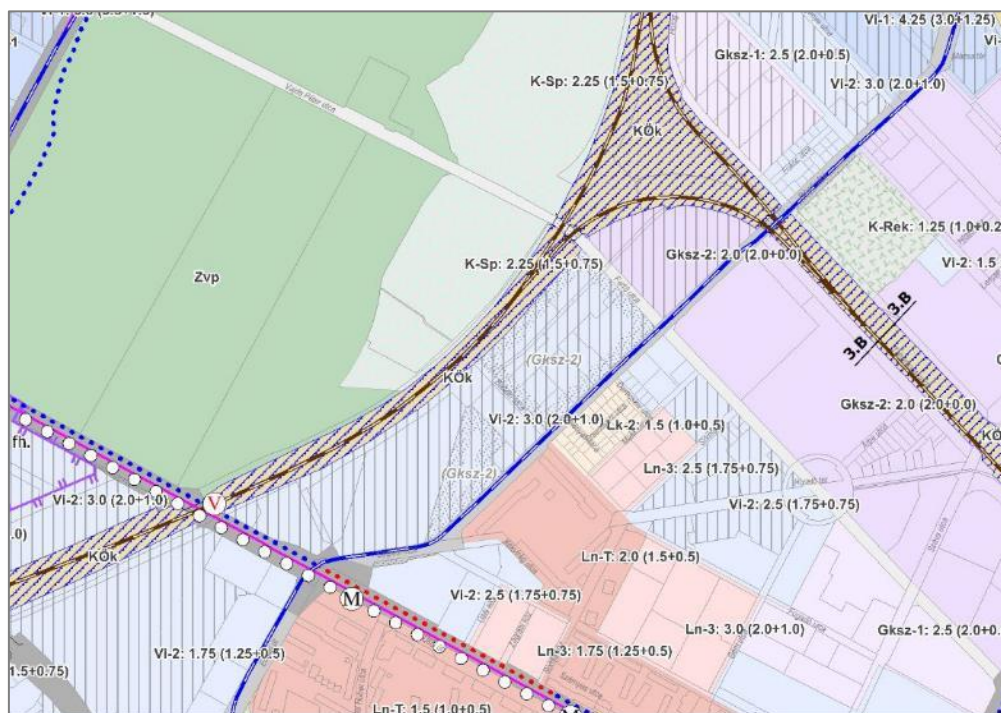 Vi-1: 4.25 (3.0+1.25)
Gksz-1: 2.5 (2.0+0.5)
Vi-
Vi-2: 3.0 (2.0+1.0)
K-Sp: 2.25 (1.5+0.75)
KÖk
K-Rek: 1.25 (1.0+0.2
Gksz-2: 2.0 (2.0+0.0)
K-Sp: 2.25 (1.5+0.75)
Vi-2: 1.5
Zvp
3.B
3.B
(Gksz-2)
KÖk
Gksz-2: 2.0 (2.0+0.0)
Vi-2: 3.0 (2.0+1.0)
Lk-2: 1.5 (1.0+0.5)
KÖ
fh.
Ln-3: 2.5 (1.75+0.75)
(Gksz-2)
Vi-2: 3.0 (2.0+1.0)
V
Vi-2: 2.5 (1.75+0.75)
.0)
KÖk
Ln-T: 2.0 (1.5+0.5)
M
Vi-2: 2.5 (1.75+0.75)
Ln-3: 3.0 (2.0+1.0)
Gksz-1: 2.5 (2.0+0.
Vi-2: 1.75 (1.25+0.5)
Ln-3: 1.75 (1.25+0.5)
1.5+0.75)
Ln-T: 1.5 (1.0+0.5)